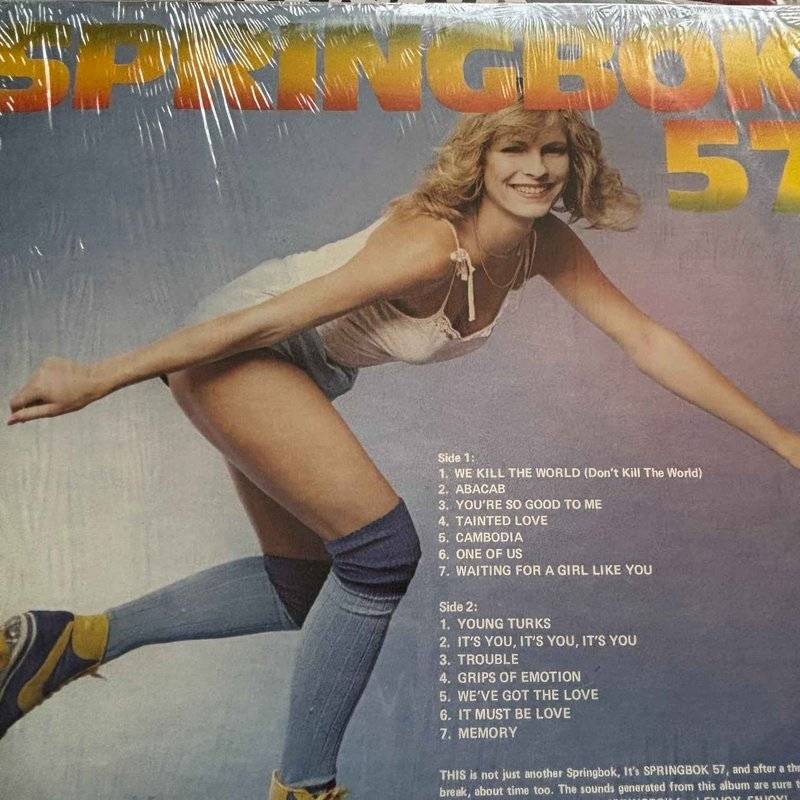 SPRINGBOK
57
Side 1:
1. WE KILL THE WORLD (Don't Kill The World)
2. ABACAB
3. YOU'RE SO GOOD TO ME
4. TAINTED LOVE
5. CAMBODIA
6. ONE OF US
7. WAITING FOR A GIRL LIKE YOU
Side 2:
1. YOUNG TURKS
2. IT'S YOU, IT'S YOU, IT'S YOU
3. TROUBLE
4. GRIPS OF EMOTION
5. WE'VE GOT THE LOVE
6. IT MUST BE LOVE
7. MEMORY
THIS is not just another Springbok, It's SPRINGBOK 57, and after a
break, about time too. The sounds generated from this album are sure